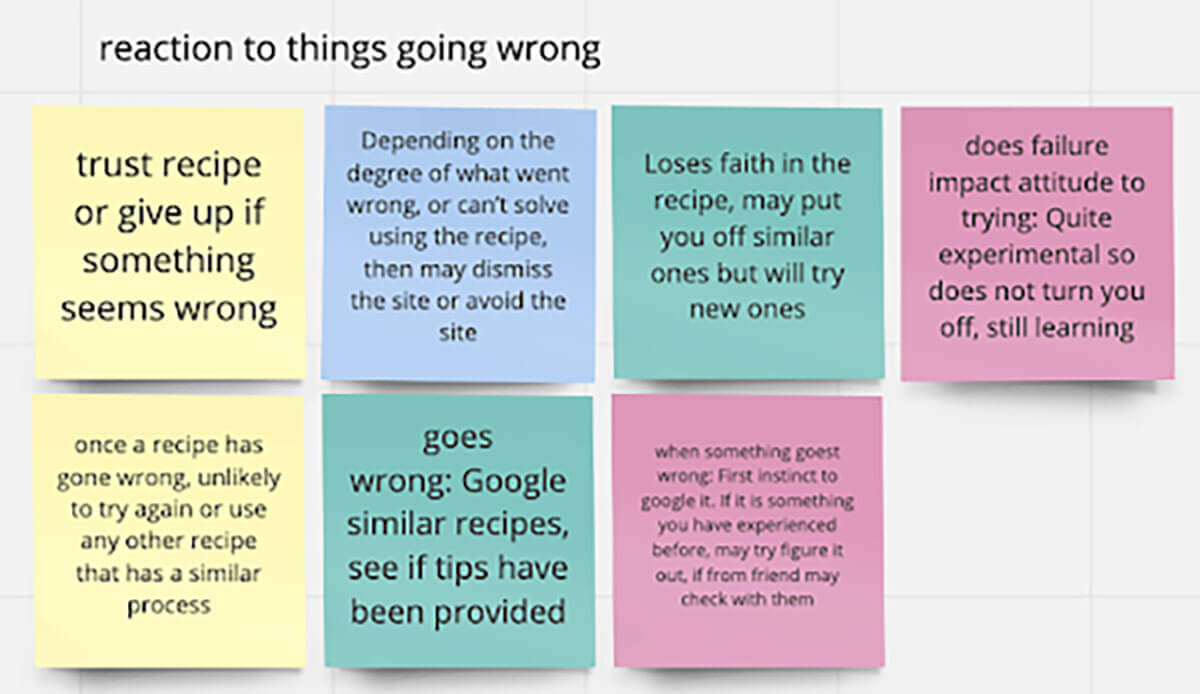 reaction to things going wrong
trust recipe
or give up if
something
seems wrong
Depending on the
degree of what went
wrong, or can't solve
using the recipe,
then may dismiss
the site or avoid the
site
Loses faith in the
recipe, may put
you off similar
ones but will try
new ones
does failure
impact attitude to
trying: Quite
experimental so
does not turn you
off, still learning
once a recipe has
gone wrong, unlikely
to try again or use
any other recipe
that has a similar
process
goes
wrong: Google
similar recipes,
see if tips have
been provided
when something goest
wrong: First instinct to
google it. If it is something
you have experienced
before, may try figure it
out, if from friend may
check with them